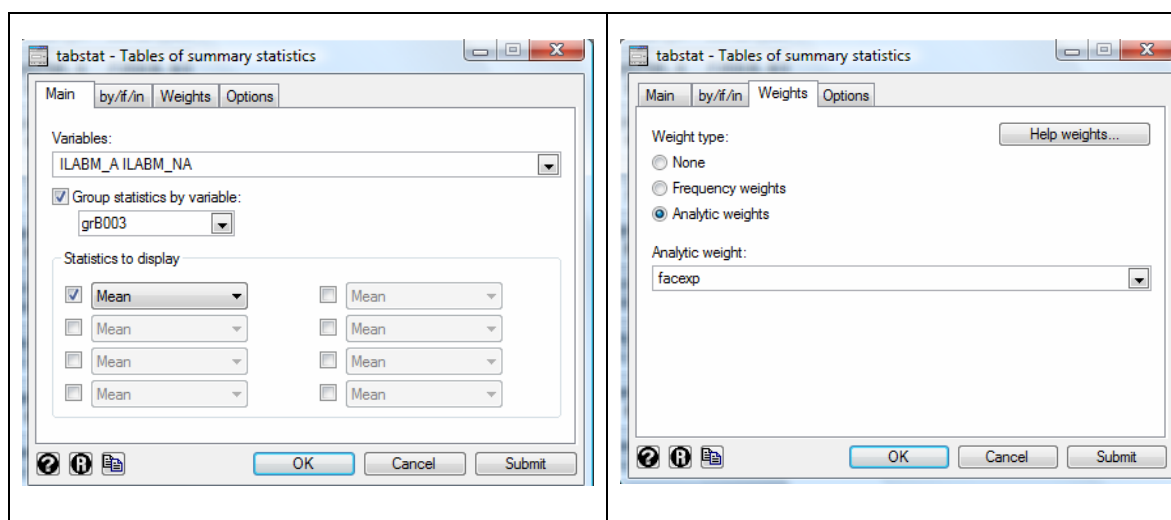 tabstat - Tables of summary statistics
Main by/if/in Weights Options
Variables:
ILABM_A ILABM_NA
Group statistics by variable:
grB003
Statistics to display
Mean Mean
Mean Mean
Mean Mean
Mean Mean
OK Cancel Submit
tabstat - Tables of summary statistics
Main by/if/in Weights Options
Weight type:
Help weights...
None
Frequency weights
Analytic weights
Analytic weight:
facexp
OK Cancel Submit